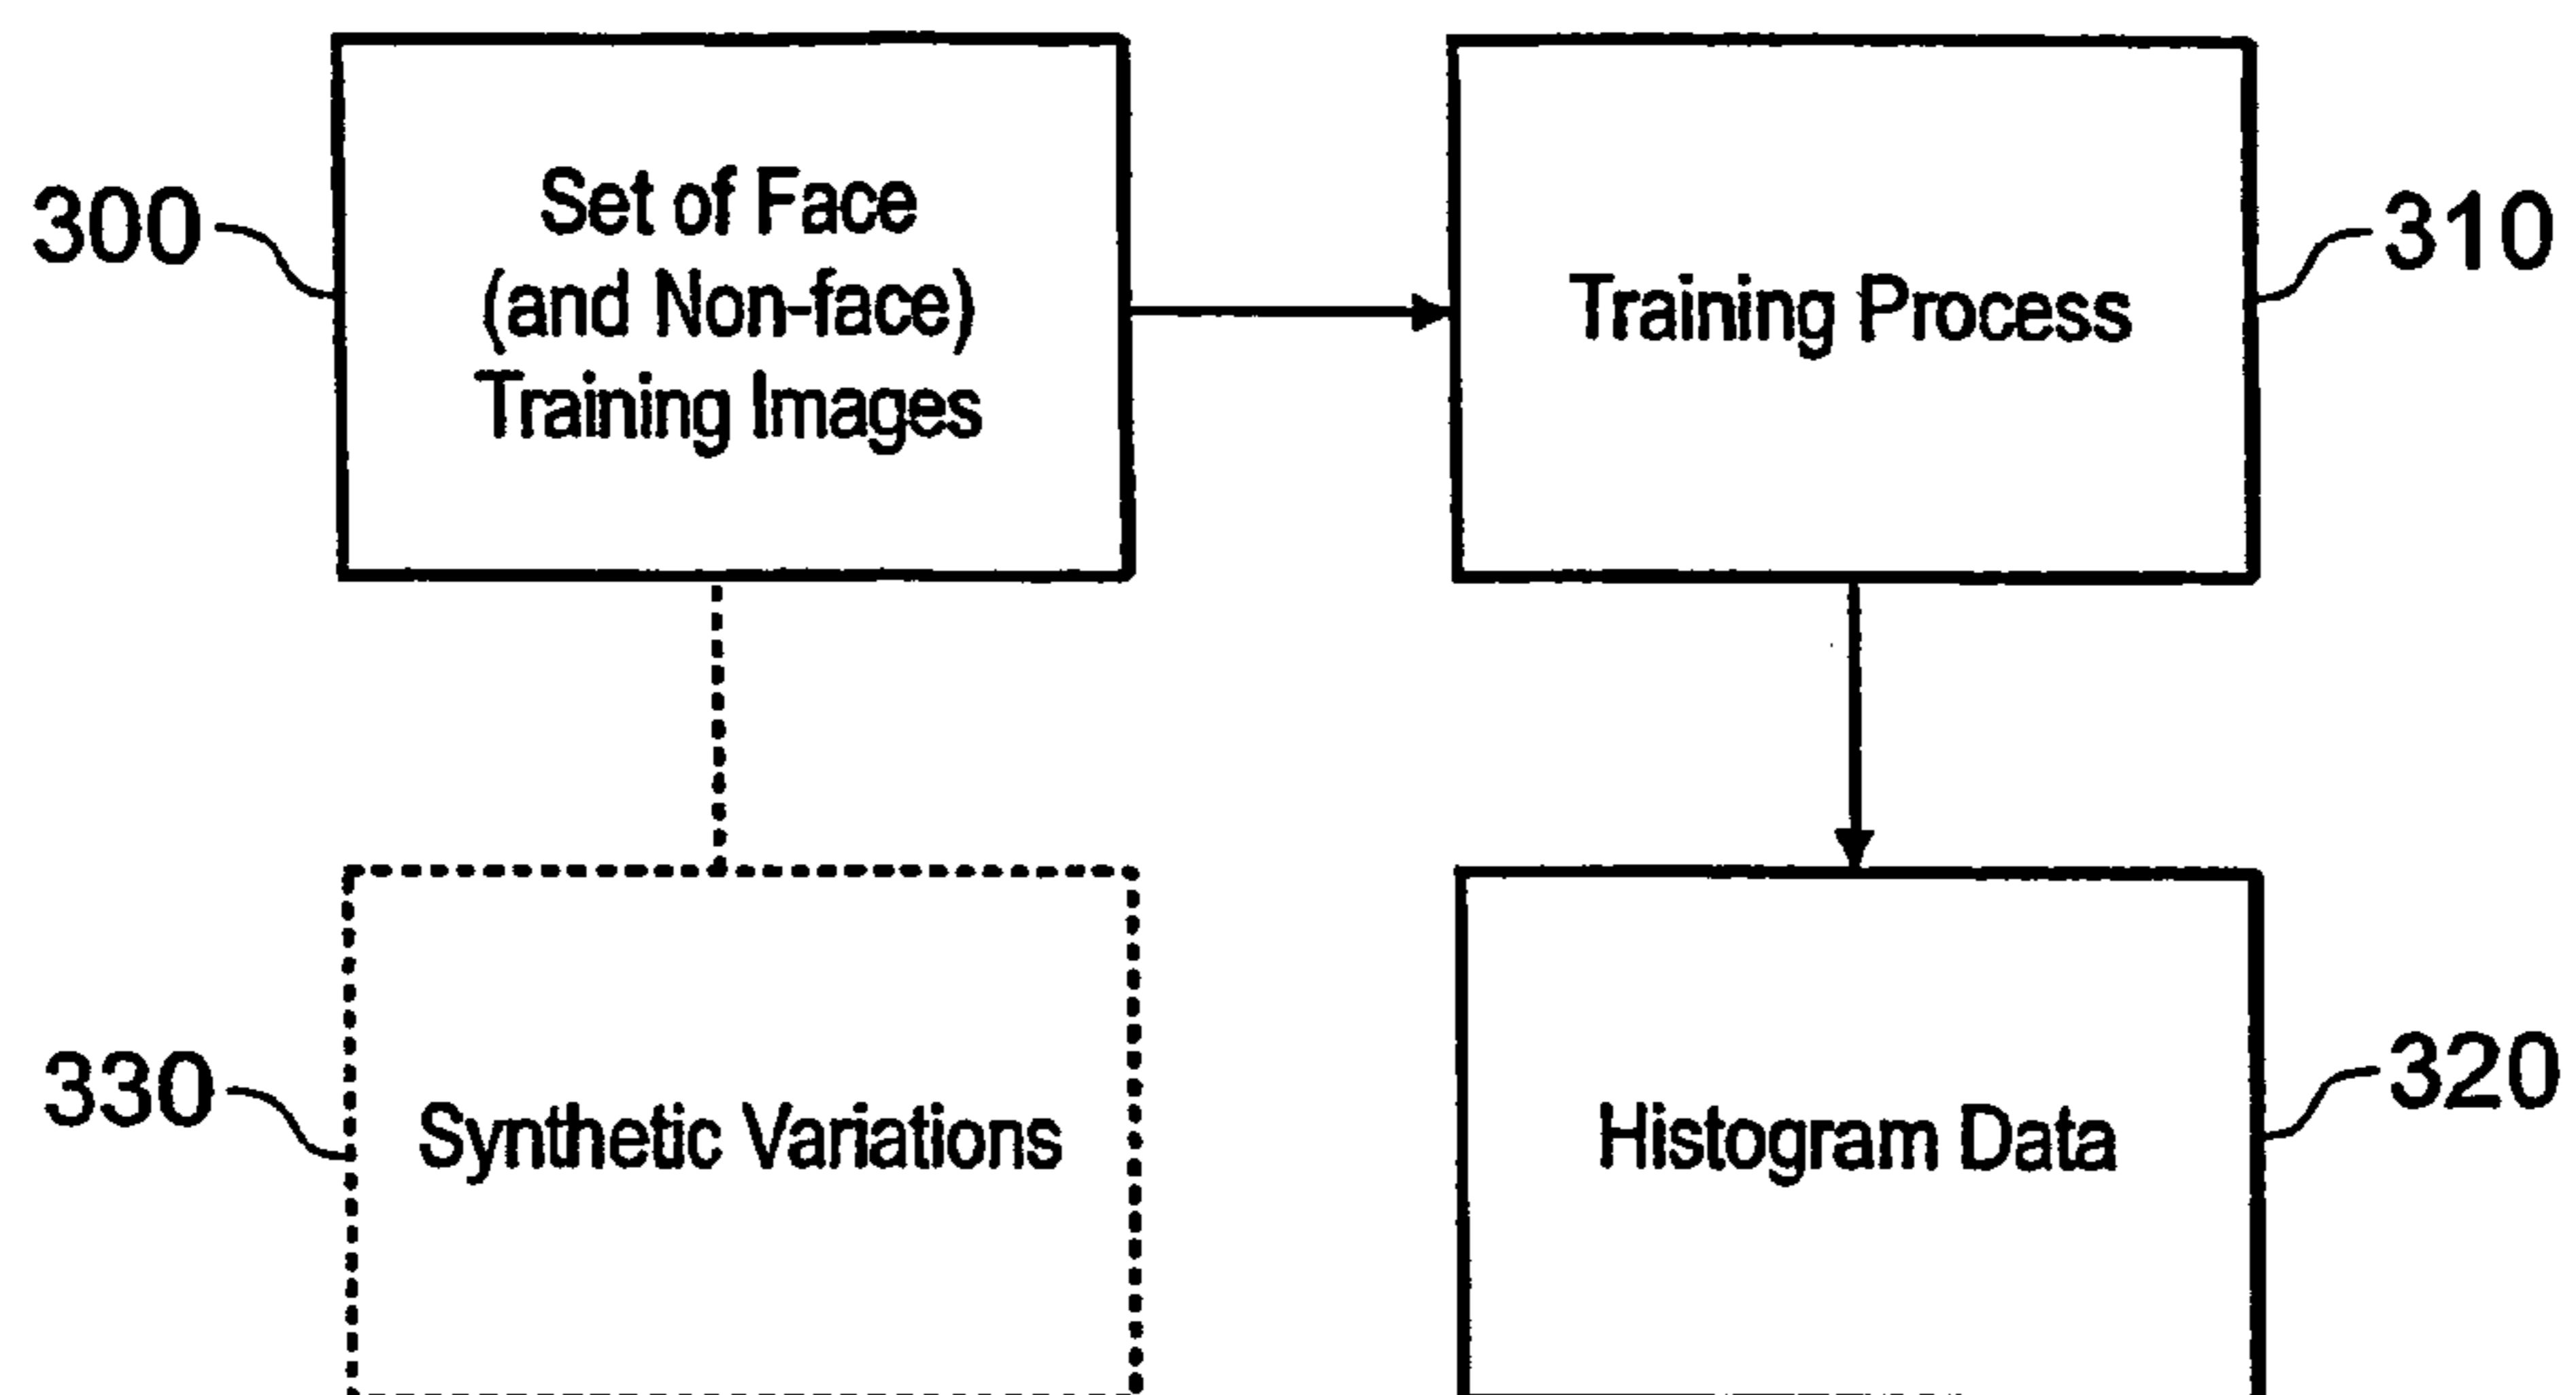 300
Set of Face
(and Non-face)
Training Images
Training Process
310
330
Synthetic Variations
Histogram Data
320